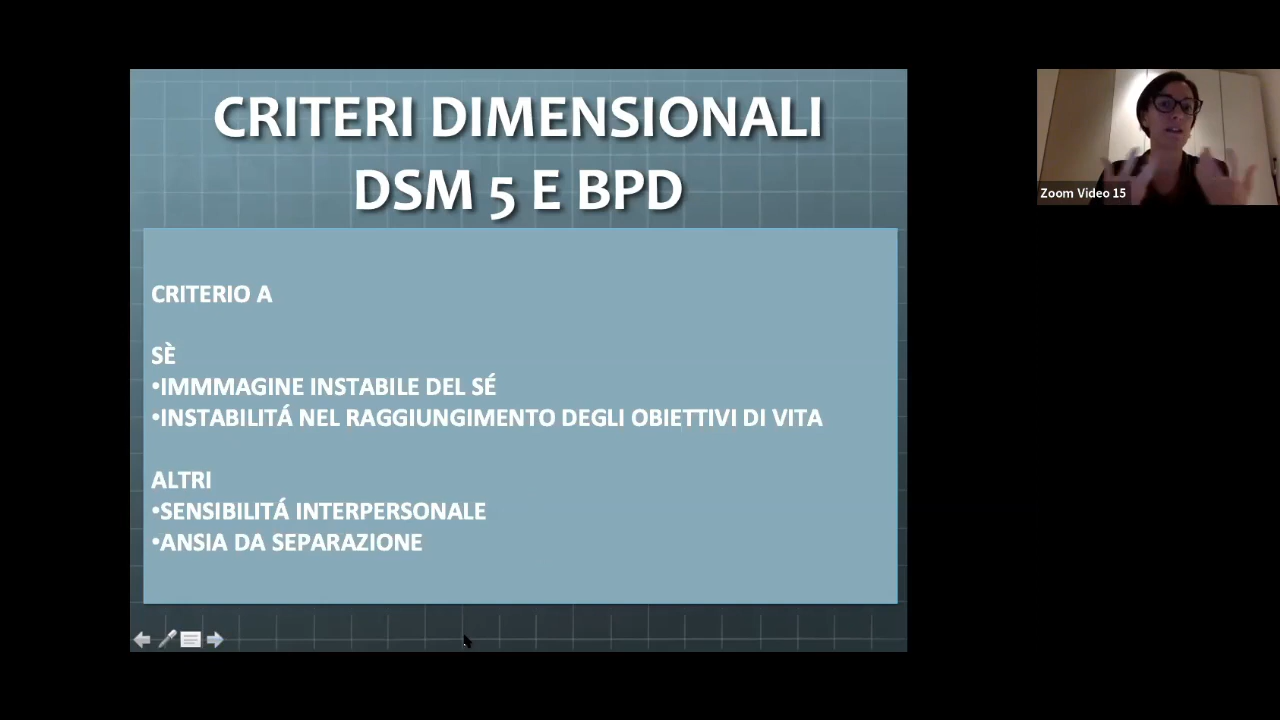 CRITERI DIMENSIONALI
DSM 5 E BPD
CRITERIO A
SÈ
•IMMMAGINE INSTABILE DEL SÉ
•INSTABILITÁ NEL RAGGIUNGIMENTO DEGLI OBIETTIVI DI VITA
ALTRI
•SENSIBILITÁ INTERPERSONALE
•ANSIA DA SEPARAZIONE
Zoom Video 15